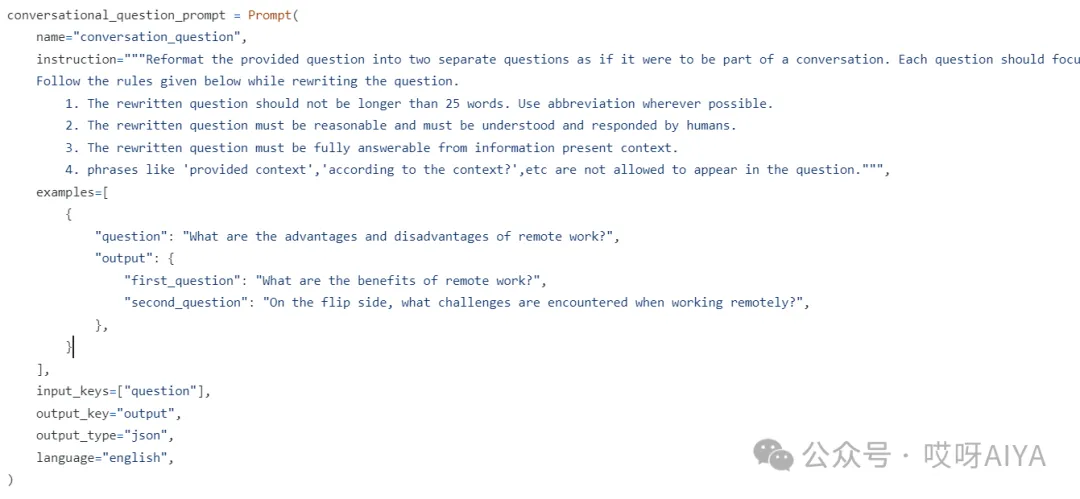 conversational_question_prompt = Prompt(
    name="conversation_question",
    instruction="""Reformat the provided question into two separate questions as if it were to be part of a conversation. Each question should focu
    Follow the rules given below while rewriting the question.
        1. The rewritten question should not be longer than 25 words. Use abbreviation wherever possible.
        2. The rewritten question must be reasonable and must be understood and responded by humans.
        3. The rewritten question must be fully answerable from information present context.
        4. phrases like 'provided context','according to the context?',etc are not allowed to appear in the question.""",
    examples=[
        {
            "question": "What are the advantages and disadvantages of remote work?",
            "output": {
                "first_question": "What are the benefits of remote work?",
                "second_question": "On the flip side, what challenges are encountered when working remotely?",
            },
        }
    ],
    input_keys=["question"],
    output_key="output",
    output_type="json",
    language="english",
)
公众号 · 哎呀AIYA